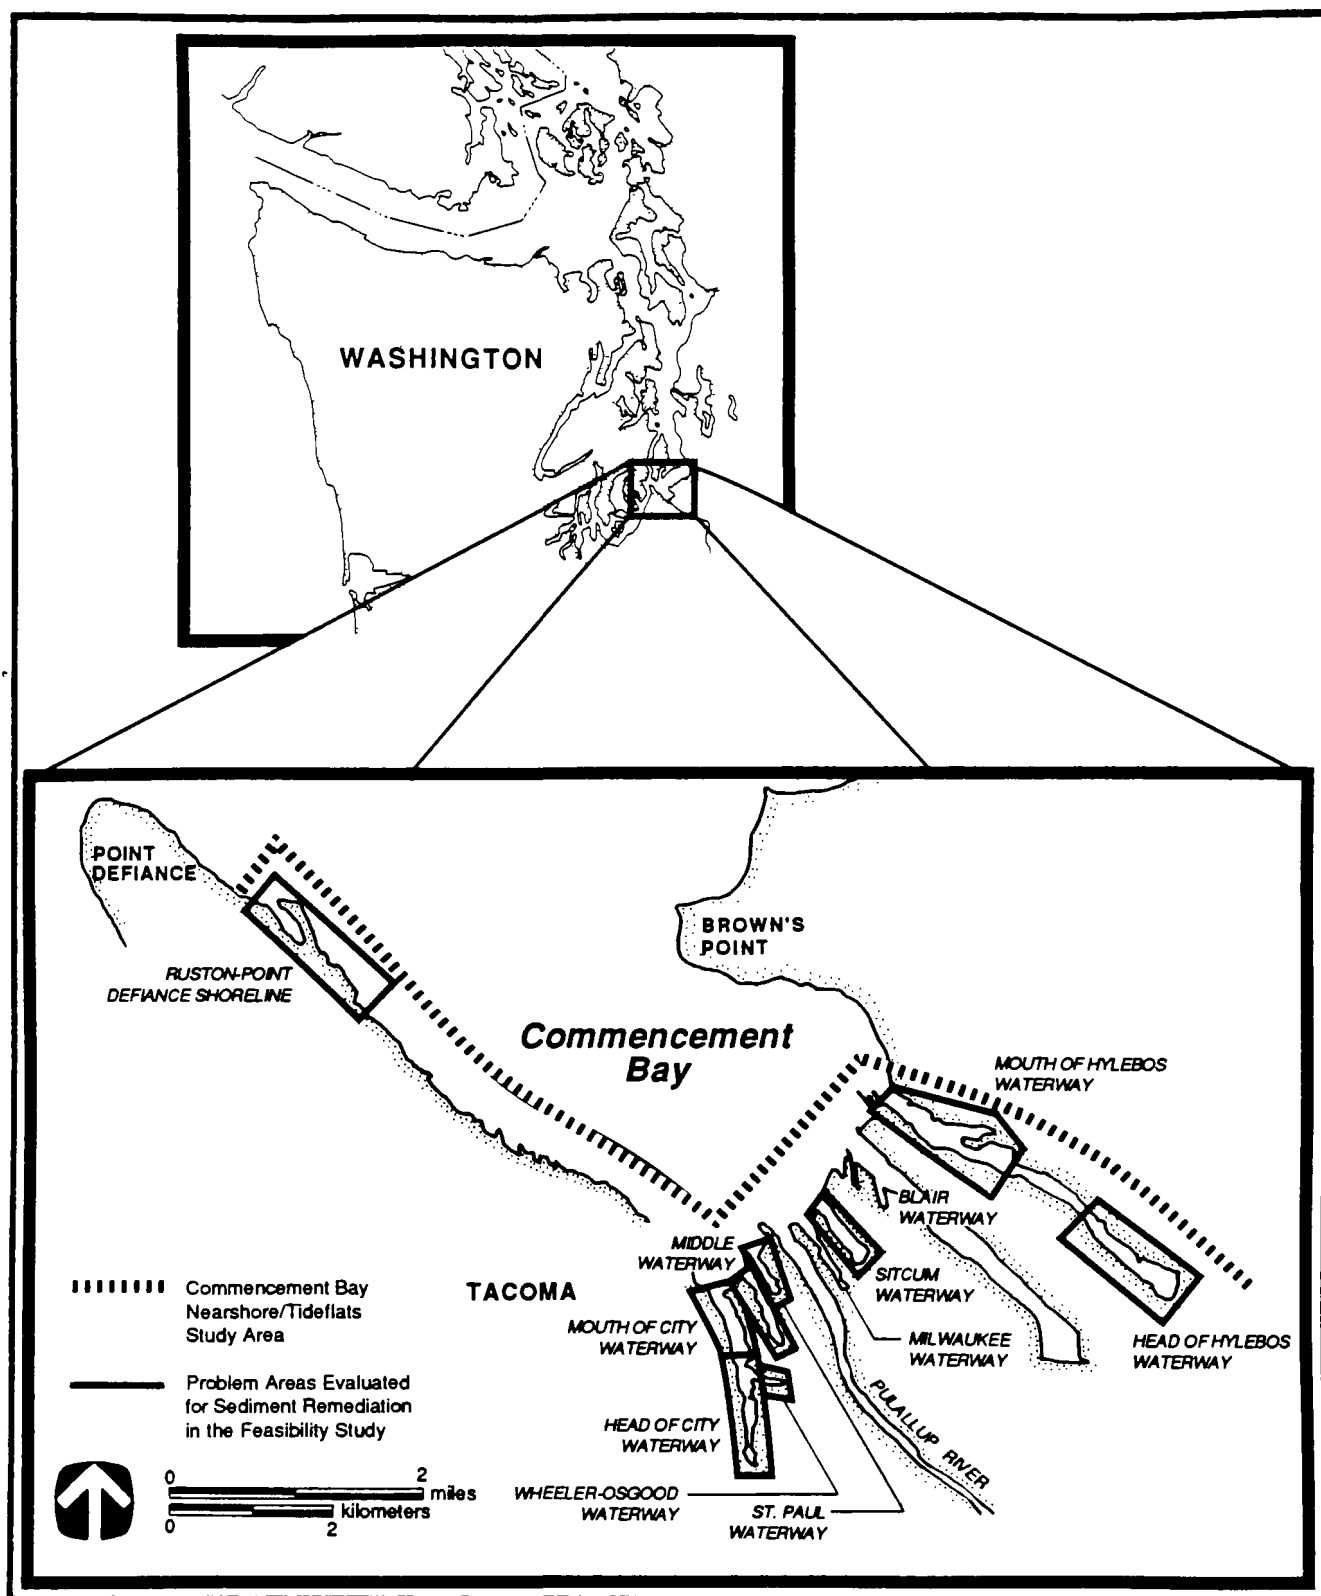 WASHINGTON
POINT
DEFIANCE
BROWN'S
POINT
RUSTON-POINT
DEFIANCE SHORELINE
Commencement
Bay
MOUTH OF HYLEBOS
WATERWAY
BLAIR
WATERWAY
MIDDLE
WATERWAY
SITCUM
WATERWAY
TACOMA
Commencement Bay
Nearshore/Tideflats
Study Area
MOUTH OF CITY
WATERWAY
MILWAUKEE
WATERWAY
HEAD OF HYLEBOS
WATERWAY
Problem Areas Evaluated
for Sediment Remediation
in the Feasibility Study
PULALLUP RIVER
HEAD OF CITY
WATERWAY
0 2
miles
kilometers
0 2
WHEELER-OSGOOD
WATERWAY
ST. PAUL
WATERWAY